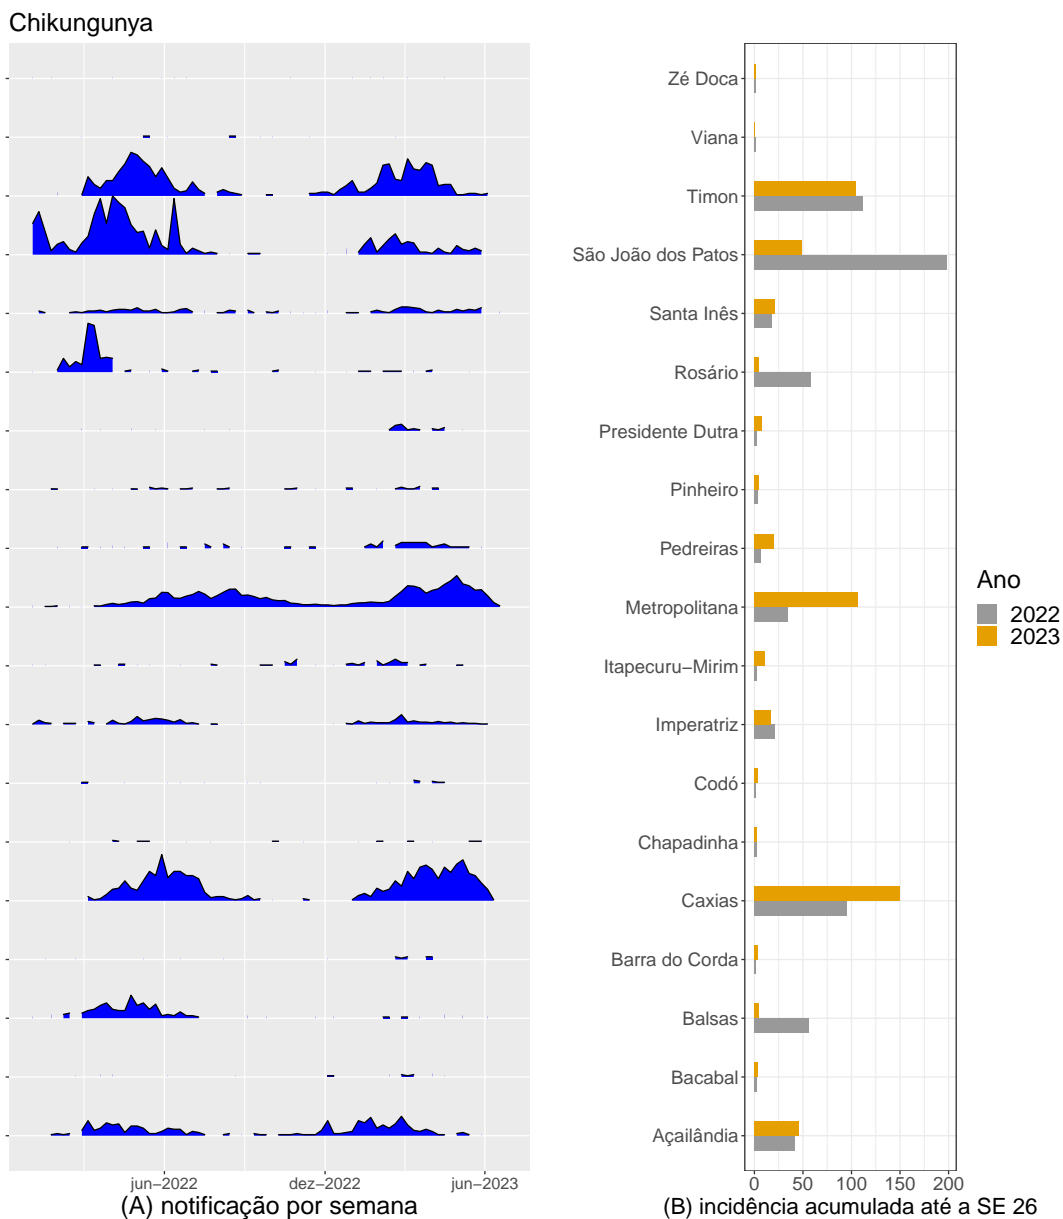 Chikungunya
Zé Doca
Viana
Timon
São João dos Patos
Santa Inês
Rosário
Presidente Dutra
Pinheiro
Pedreiras
Metropolitana
Itapecuru−Mirim
Imperatriz
Codó
Chapadinha
Caxias
Barra do Corda
Balsas
Bacabal
Açailândia
Ano
2022
2023
jun−2022 dez−2022 jun−2023
0 50 100 150 200
(A) notificação por semana
(B) incidência acumulada até a SE 26